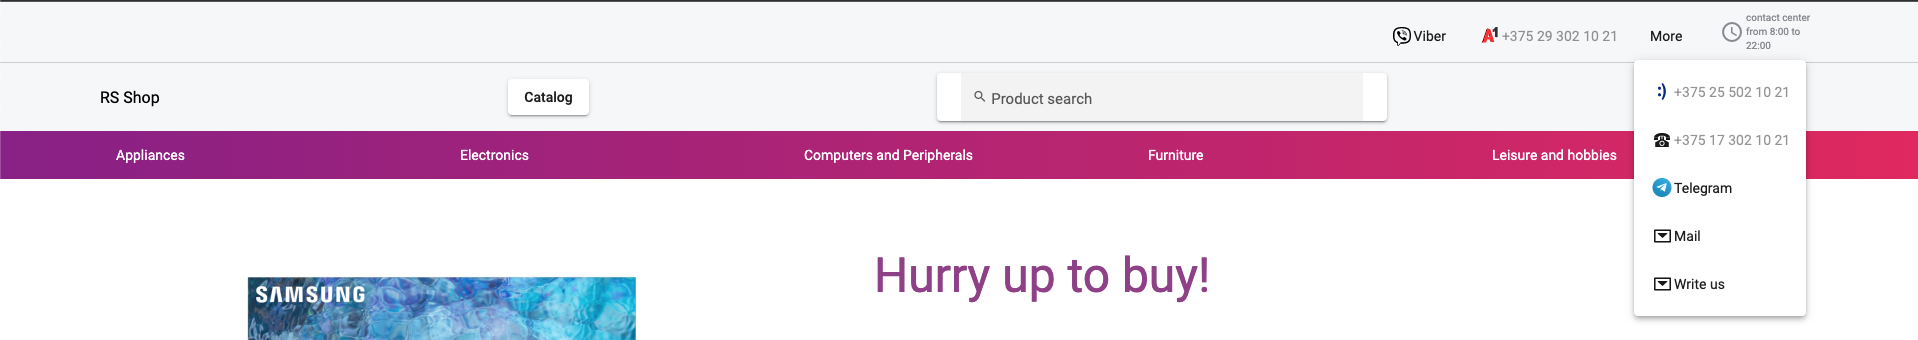 Viber
A1 +375 29 302 10 21
More
contact center
from 8:00 to
22:00
RS Shop
Catalog
Product search
:) +375 25 502 10 21
+375 17 302 10 21
Telegram
Mail
Write us
Appliances
Electronics
Computers and Peripherals
Furniture
Leisure and hobbies
Hurry up to buy!
SAMSUNG